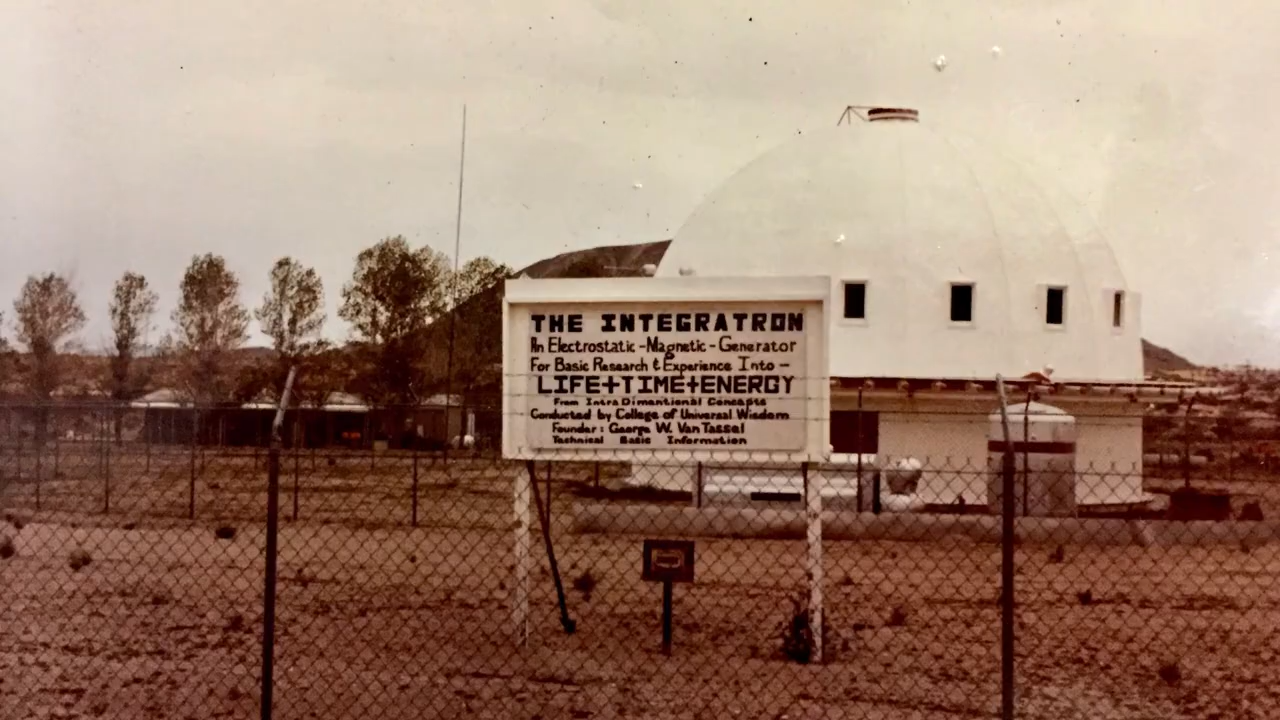 THE INTEGRATRON
An Electrostatic - Magnetic - Generator
For Basic Research & Experience Into -
LIFE+TIME+ENERGY
From Intra Dimentional Concepts
Conducted by College of Universal Wisdom
Founder: George W. Van Tassel
Technical Basic Information